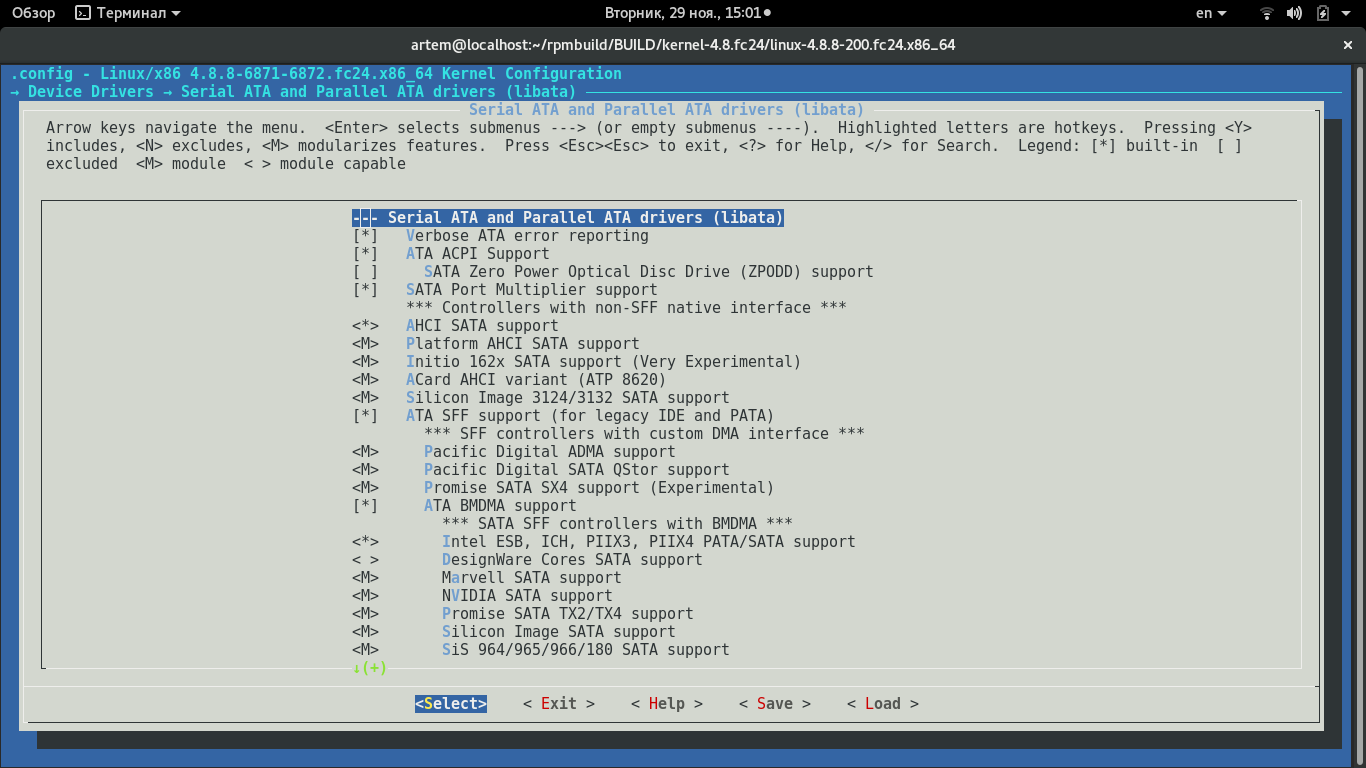 Обзор Терминал Вторник, 29 ноя., 15:01 en
artem@localhost:~/rpmbuild/BUILD/kernel-4.8.fc24/linux-4.8.8-200.fc24.x86_64 ×
.config - Linux/x86 4.8.8-6871-6872.fc24.x86_64 Kernel Configuration
→ Device Drivers → Serial ATA and Parallel ATA drivers (libata)
Serial ATA and Parallel ATA drivers (libata)
Arrow keys navigate the menu. <Enter> selects submenus ---> (or empty submenus ----). Highlighted letters are hotkeys. Pressing <Y>
includes, <N> excludes, <M> modularizes features. Press <Esc><Esc> to exit, <?> for Help, </> for Search. Legend: [*] built-in [ ]
excluded <M> module < > module capable
--- Serial ATA and Parallel ATA drivers (libata)
[*] Verbose ATA error reporting
[*] ATA ACPI Support
[ ] SATA Zero Power Optical Disc Drive (ZPODD) support
[*] SATA Port Multiplier support
*** Controllers with non-SFF native interface ***
<*> AHCI SATA support
<M> Platform AHCI SATA support
<M> Initio 162x SATA support (Very Experimental)
<M> ACard AHCI variant (ATP 8620)
<M> Silicon Image 3124/3132 SATA support
[*] ATA SFF support (for legacy IDE and PATA)
*** SFF controllers with custom DMA interface ***
<M> Pacific Digital ADMA support
<M> Pacific Digital SATA QStor support
<M> Promise SATA SX4 support (Experimental)
[*] ATA BMDMA support
*** SATA SFF controllers with BMDMA ***
<*> Intel ESB, ICH, PIIX3, PIIX4 PATA/SATA support
< > DesignWare Cores SATA support
<M> Marvell SATA support
<M> NVIDIA SATA support
<M> Promise SATA TX2/TX4 support
<M> Silicon Image SATA support
<M> SiS 964/965/966/180 SATA support
↓(+)
<Select> < Exit > < Help > < Save > < Load >